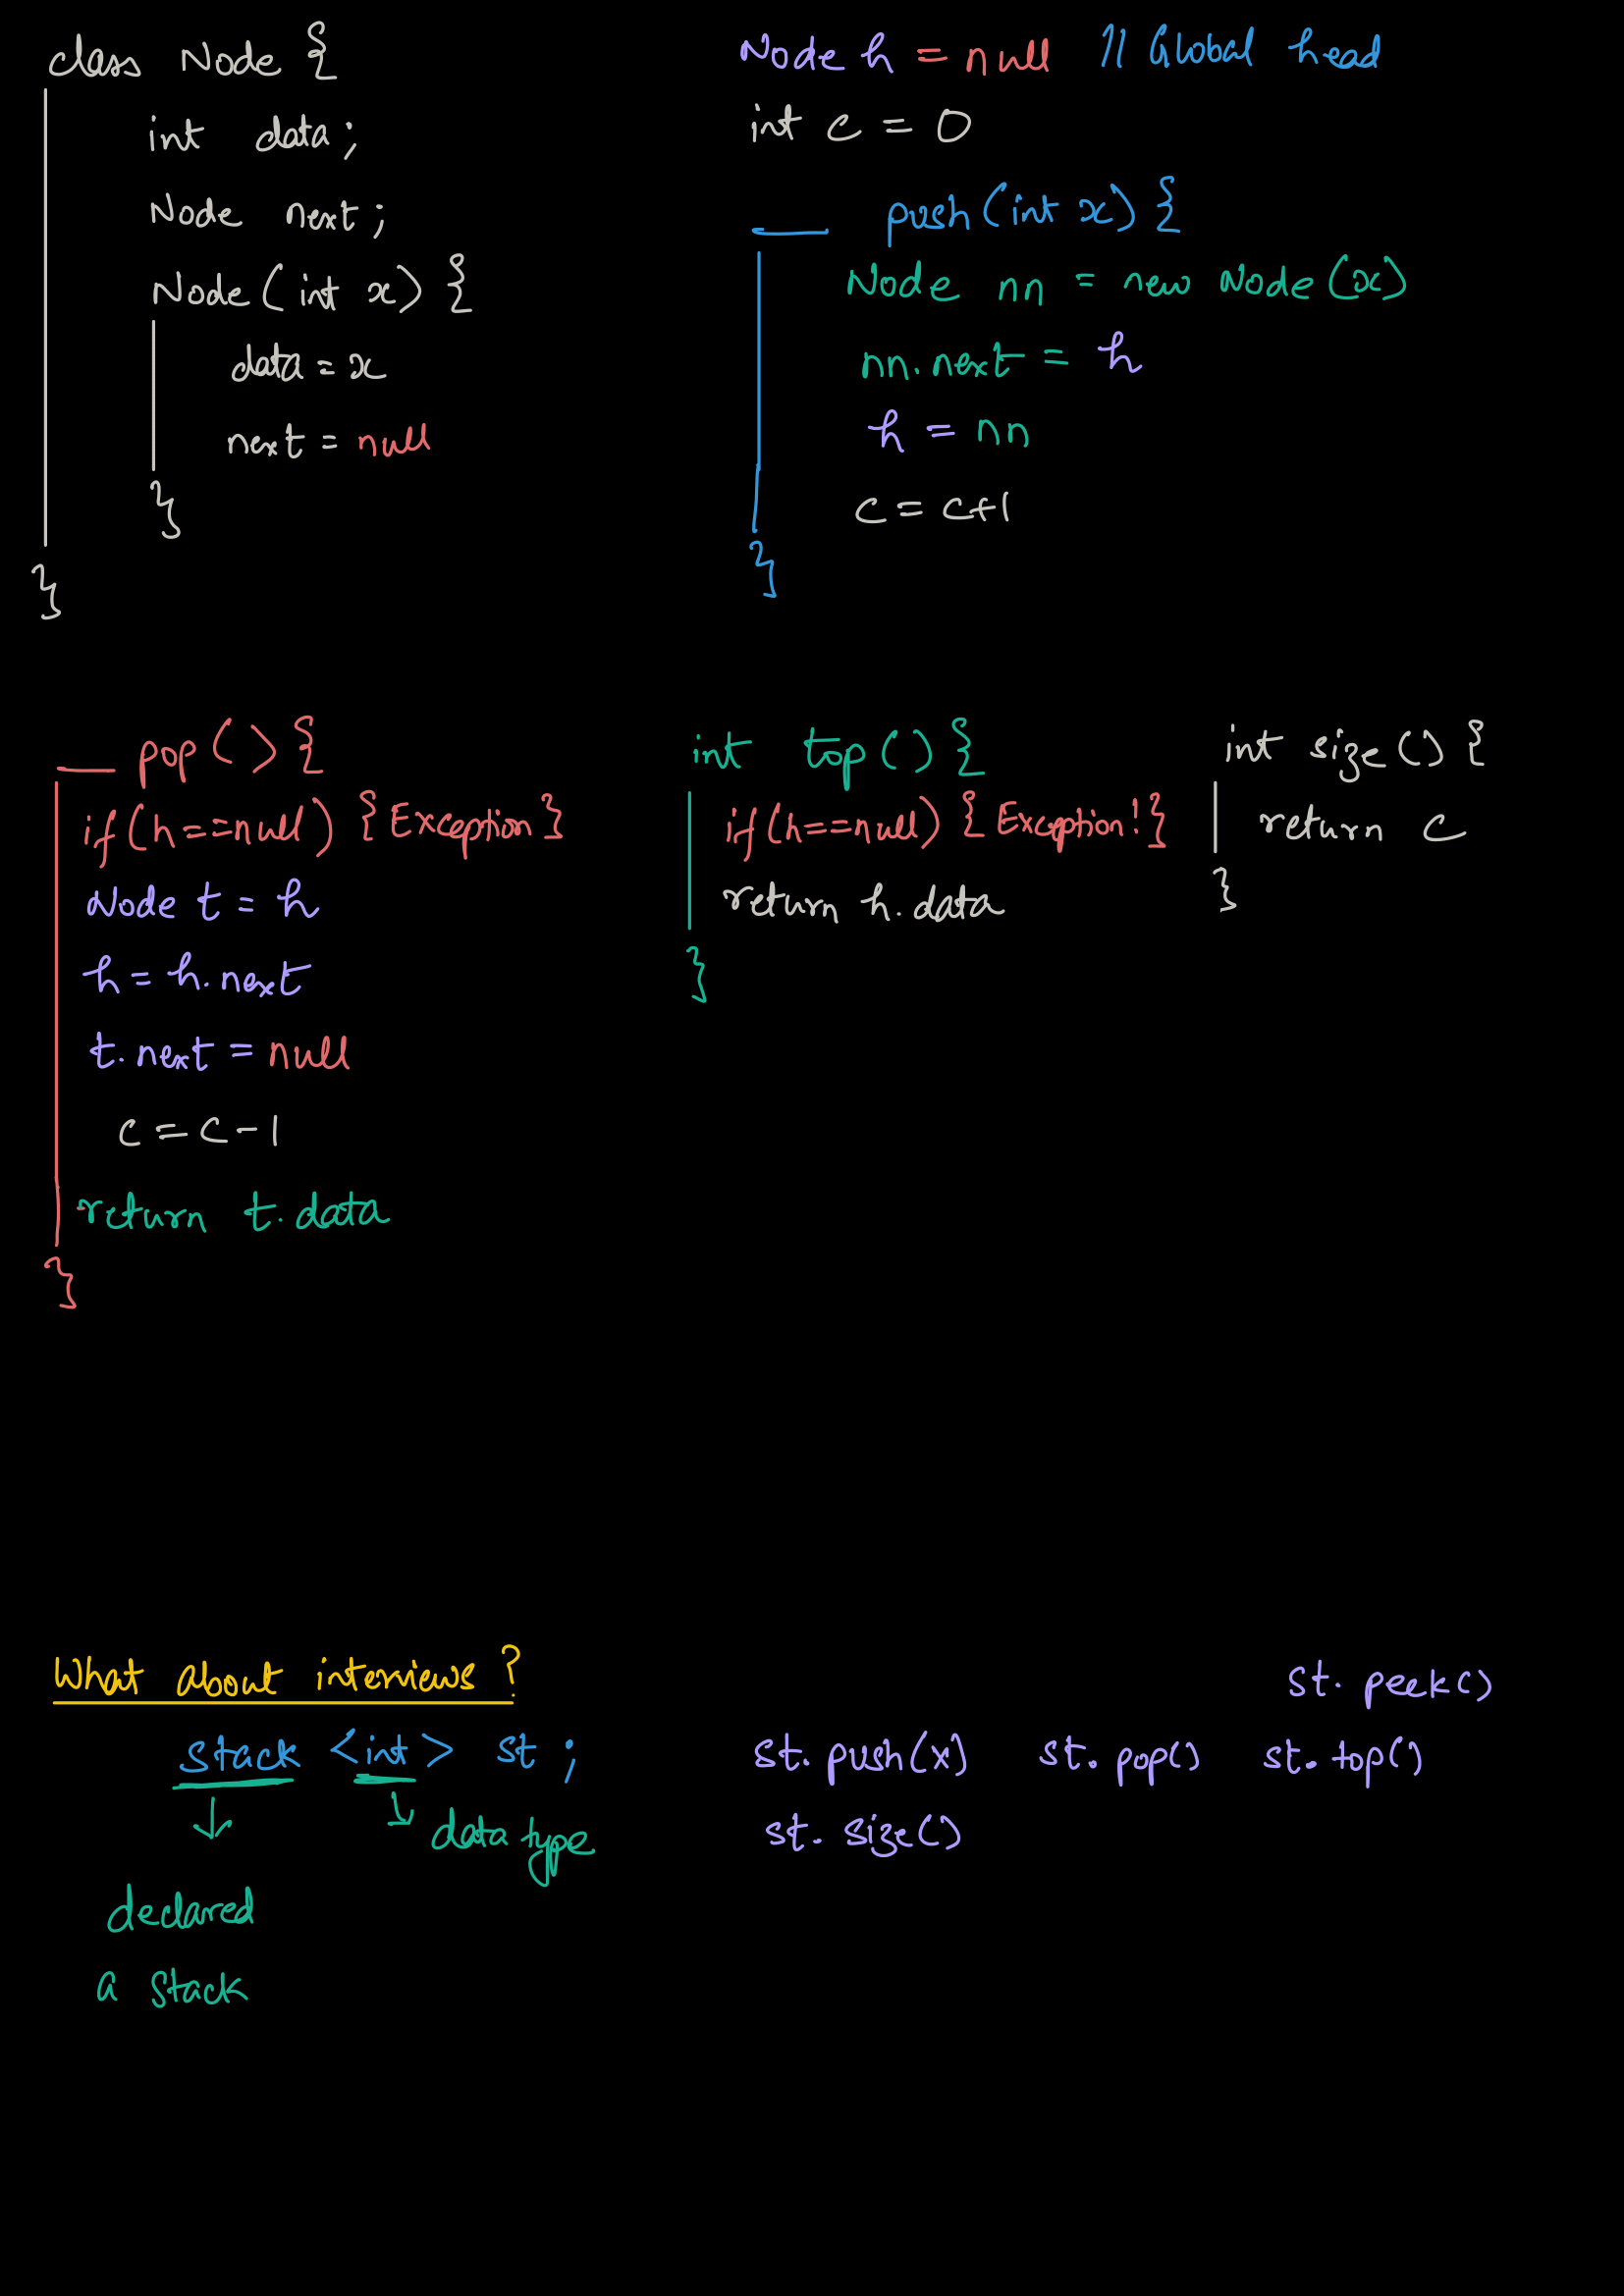 class Node {
int data;
Node next;
Node(int x) {
data = x
next = null
}
}
Node h = null // Global head
int c = 0
__ push(int x) {
Node nn = new Node(x)
nn.next = h
h = nn
c = c+1
}
__ pop() {
if(h==null) {Exception}
Node t = h
h = h.next
t.next = null
c = c-1
return t.data
}
int top() {
if(h==null) {Exception!}
return h.data
}
int size() {
return c
}
What about interviews?
stack <int> st;
data type
declared
a stack
st.peek()
st.push(x) st.pop() st.top()
st.size()